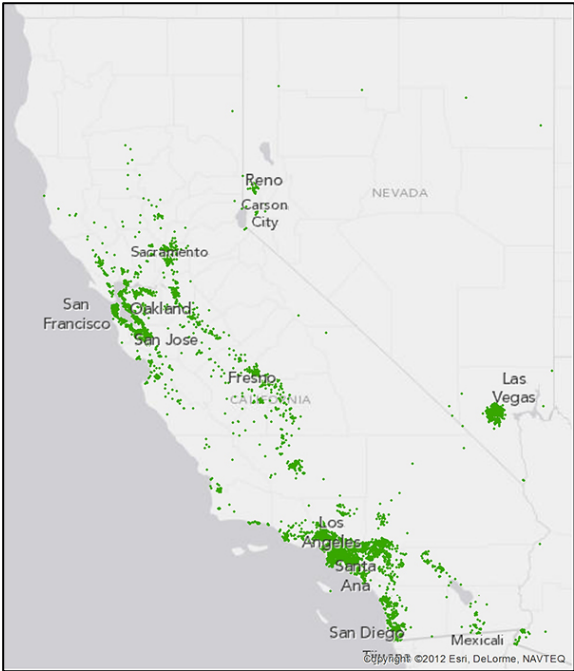 Reno
Carson
City
NEVADA
Sacramento
San
Francisco
Oakland
San Jose
Fresno
CALIFORNIA
Las
Vegas
Los
Angeles
Santa
Ana
San Diego
Mexicali
Tijuana
Copyright ©2012 Esri, DeLorme, NAVTEQ